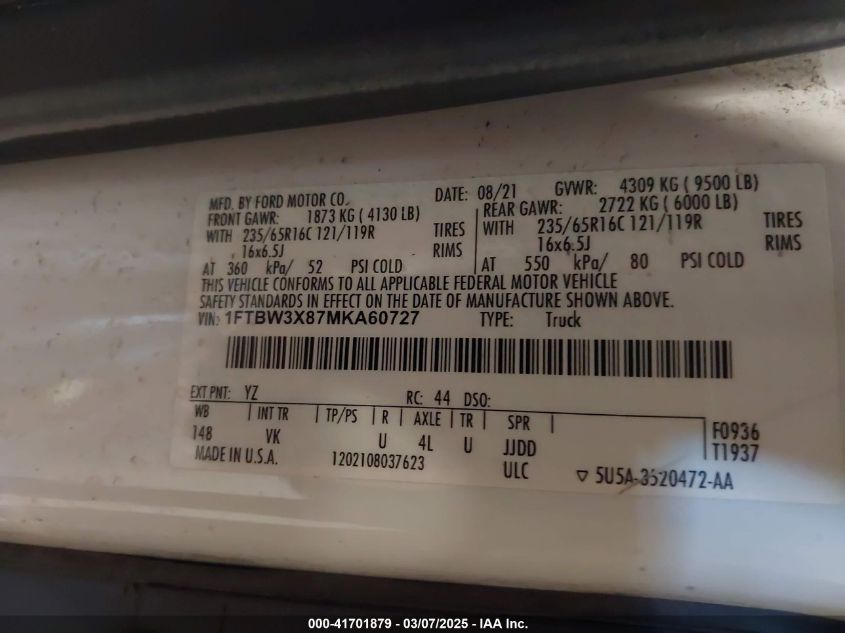 MFD. BY FORD MOTOR CO. DATE: 08/21 GVWR: 4309 KG ( 9500 LB)
FRONT GAWR: 1873 KG ( 4130 LB) REAR GAWR: 2722 KG ( 6000 LB)
WITH 235/65R16C 121/119R TIRES WITH 235/65R16C 121/119R TIRES
16x6.5J RIMS 16x6.5J RIMS
AT 360 kPa/ 52 PSI COLD AT 550 kPa/ 80 PSI COLD
THIS VEHICLE CONFORMS TO ALL APPLICABLE FEDERAL MOTOR VEHICLE
SAFETY STANDARDS IN EFFECT ON THE DATE OF MANUFACTURE SHOWN ABOVE.
VIN: 1FTBW3X87MKA60727 TYPE: Truck
EXT PNT: YZ RC: 44 DSO:
WB INT TR TP/PS R AXLE TR SPR F0936
148 VK U 4L U JJDD T1937
MADE IN U.S.A. 1202108037623 ULC ▽ 5U5A-3520472-AA
000-41701879 — 03/07/2025 - IAA Inc.